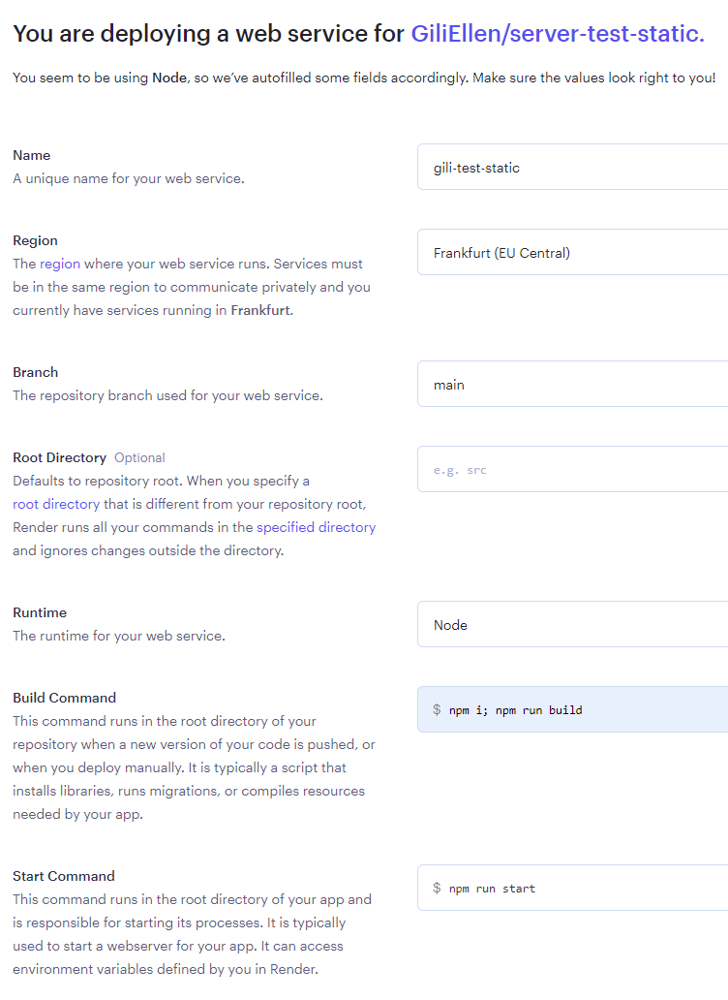 You are deploying a web service for GiliEllen/server-test-static.
You seem to be using Node, so we've autofilled some fields accordingly. Make sure the values look right to you!
Name
A unique name for your web service.
gili-test-static
Region
The region where your web service runs. Services must
be in the same region to communicate privately and you
currently have services running in Frankfurt.
Frankfurt (EU Central)
Branch
The repository branch used for your web service.
main
Root Directory Optional
Defaults to repository root. When you specify a
root directory that is different from your repository root,
Render runs all your commands in the specified directory
and ignores changes outside the directory.
e.g. src
Runtime
The runtime for your web service.
Node
Build Command
This command runs in the root directory of your
repository when a new version of your code is pushed, or
when you deploy manually. It is typically a script that
installs libraries, runs migrations, or compiles resources
needed by your app.
$ npm i; npm run build
Start Command
This command runs in the root directory of your app and
is responsible for starting its processes. It is typically
used to start a webserver for your app. It can access
environment variables defined by you in Render.
$ npm run start